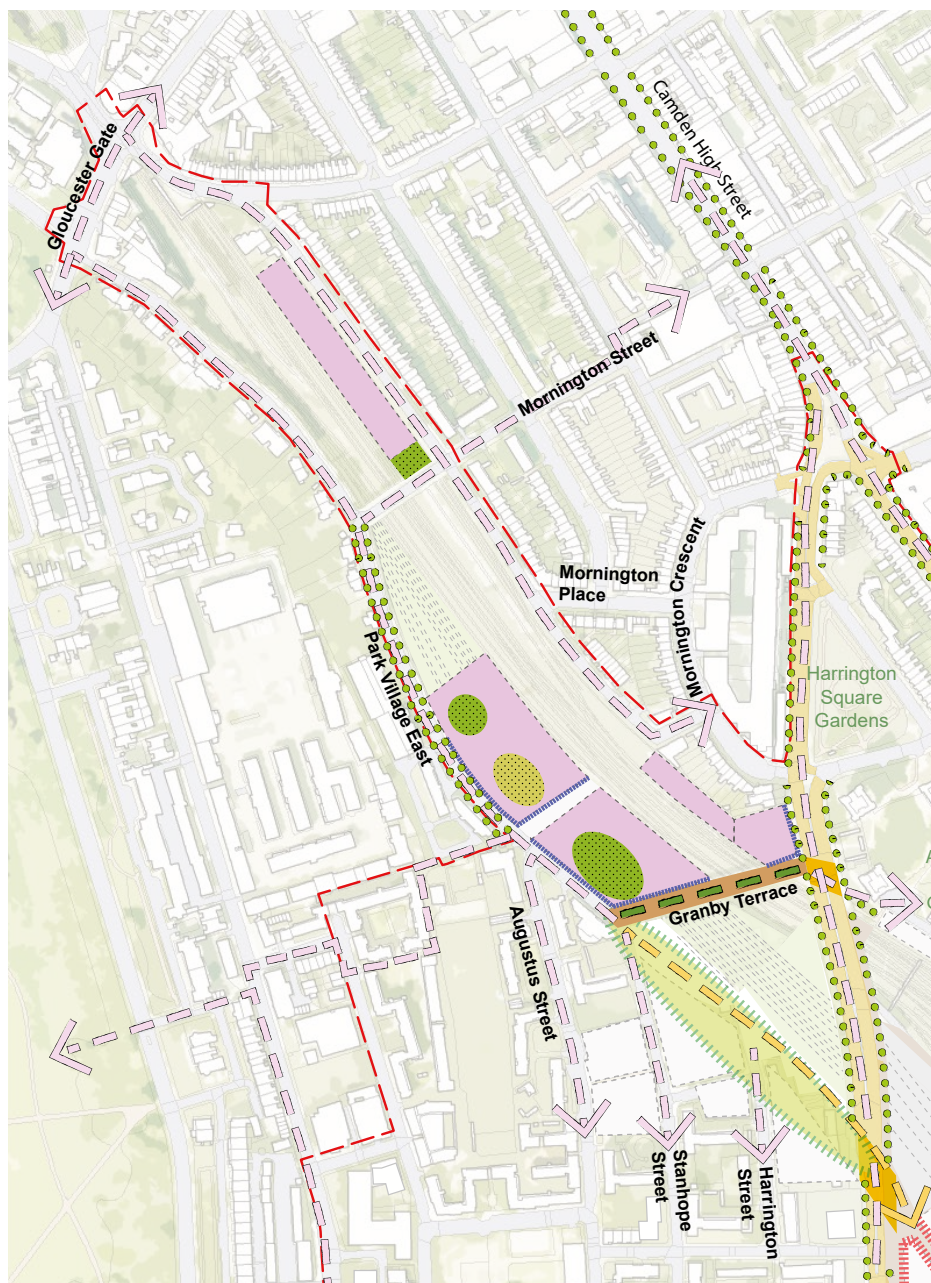 Camden High Street
Gloucester Gate
Mornington Street
Mornington
Place
Mornington Crescent
Harrington
Square
Gardens
Park Village East
A
Granby Terrace
Augustus Street
Stanhope
Street
Harrington
Street